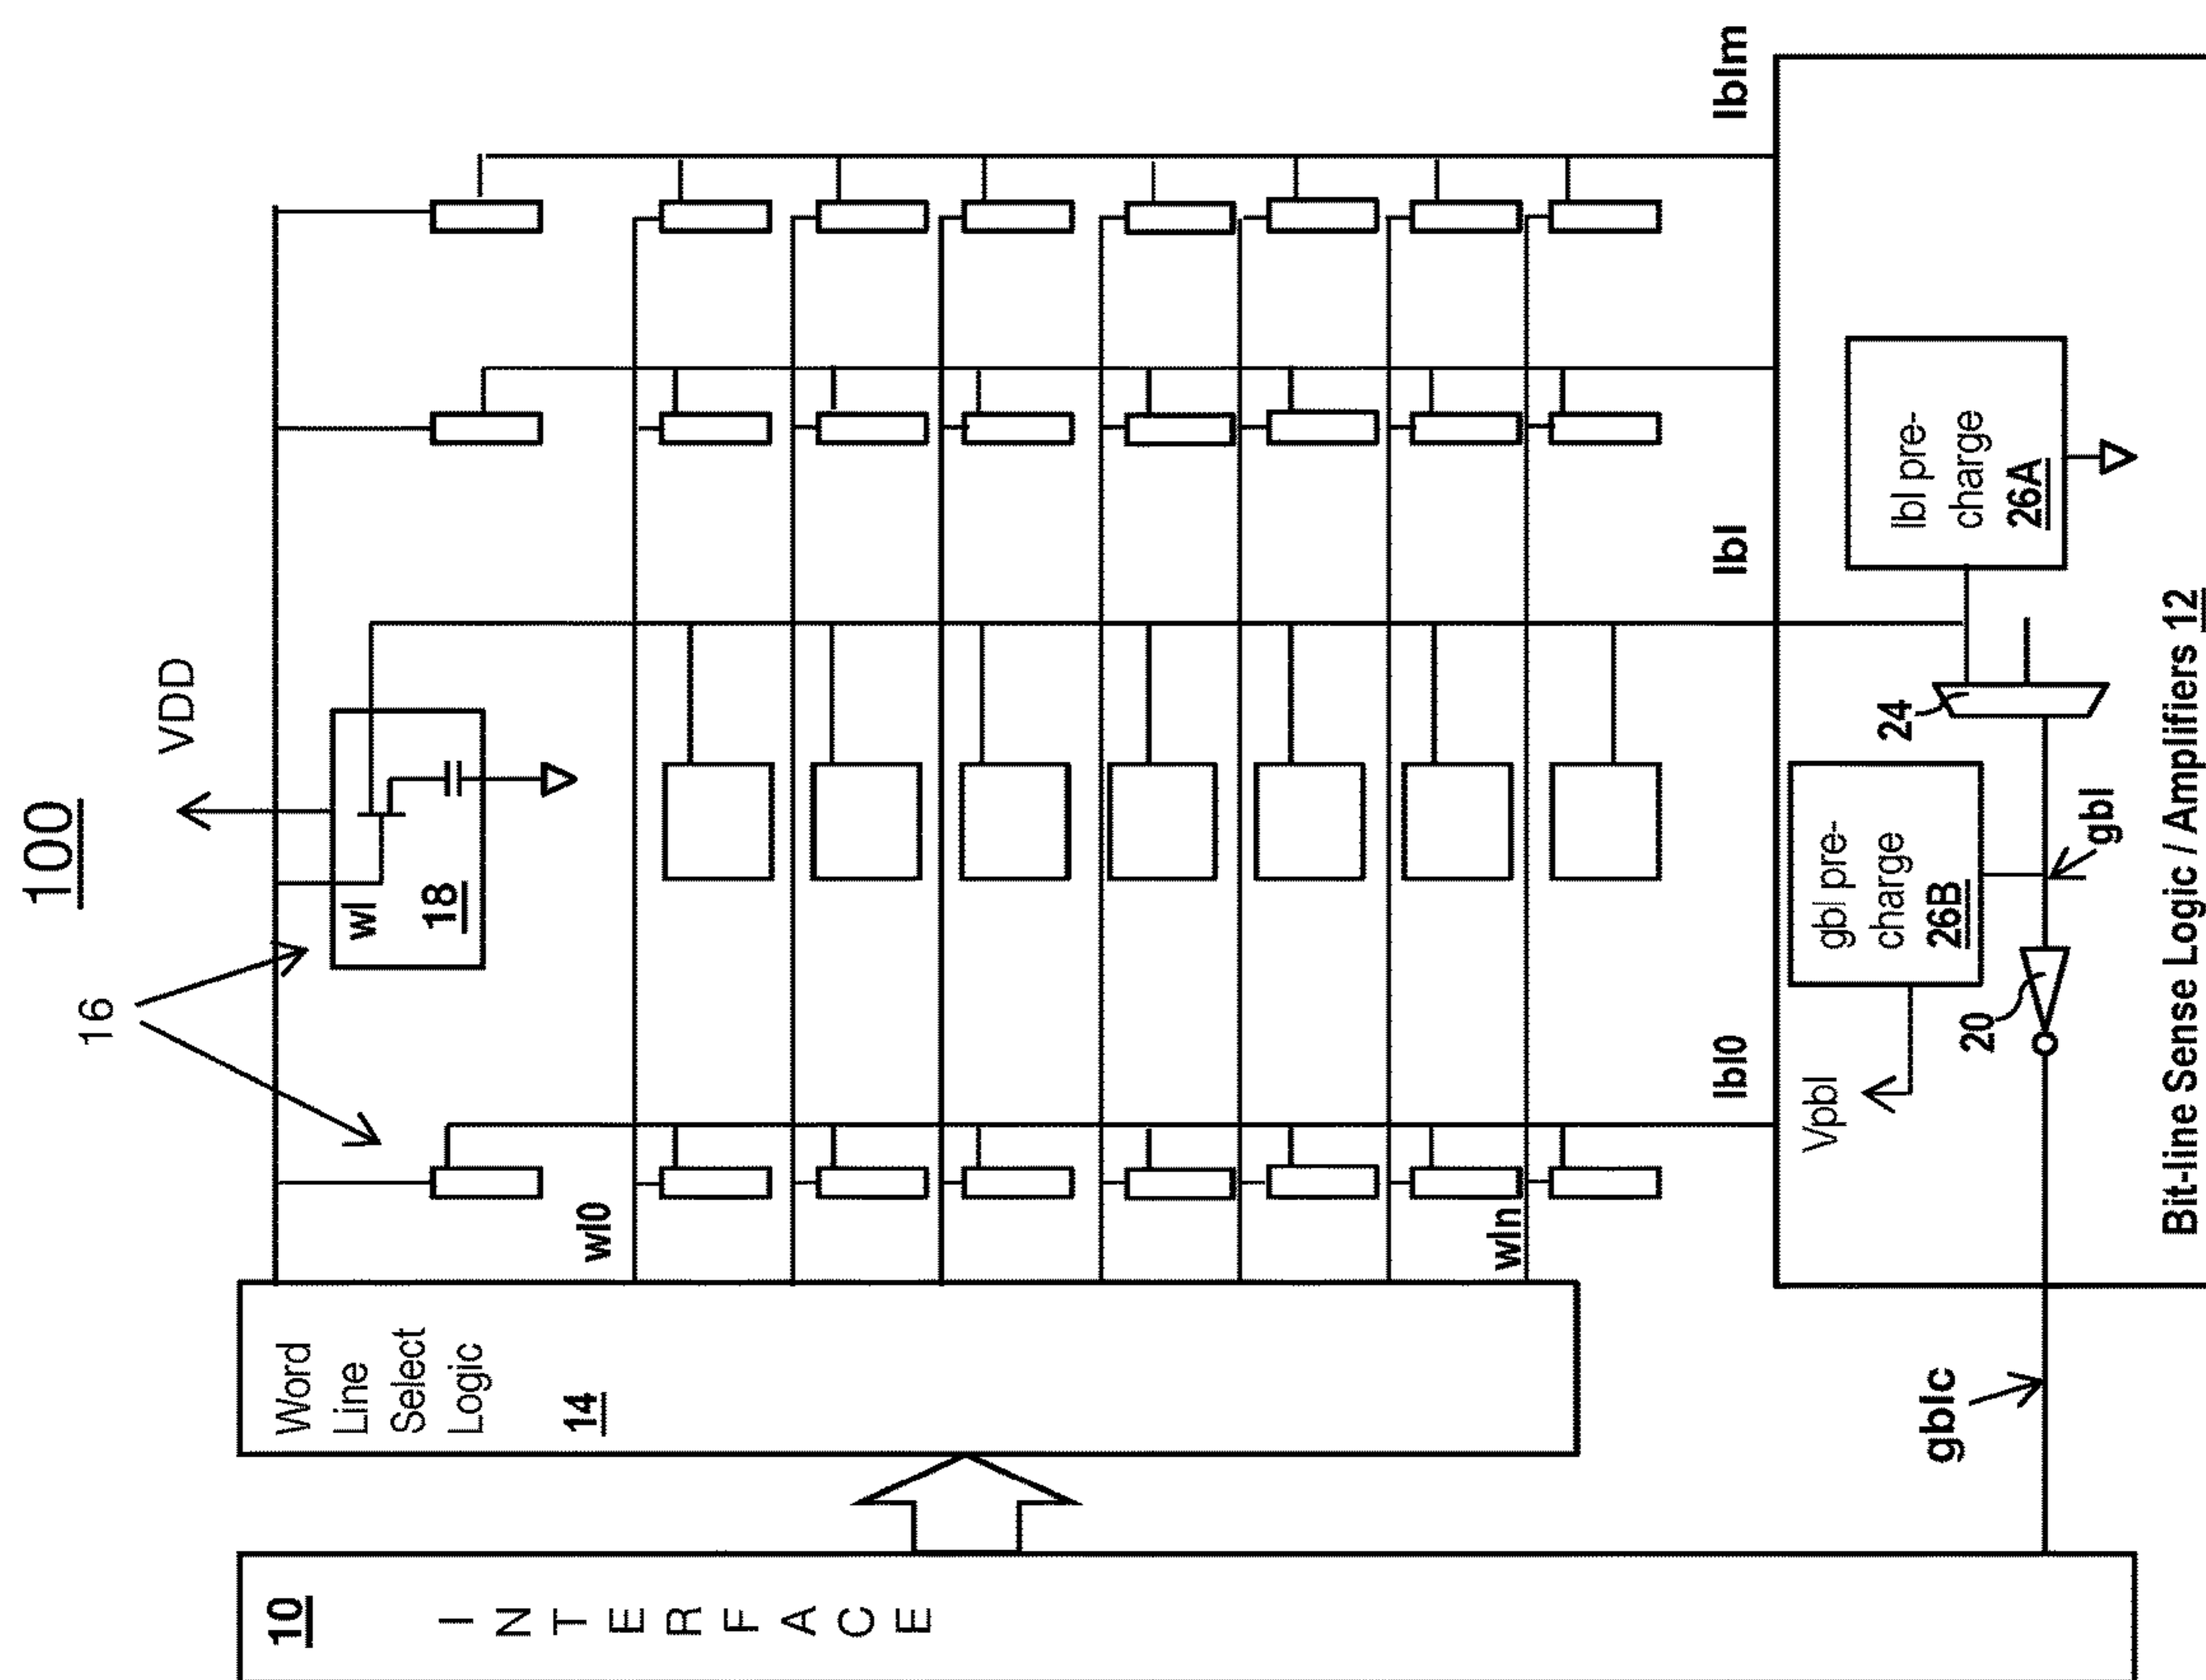 100
VDD
16
wl
18
wl0
wln
lbl0
lbl
lblm
10
I N T E R F A C E
Word
Line
Select
Logic
14
gblc
Vpbl
gbl pre-
charge
26B
20
gbl
24
lbl pre-
charge
26A
Bit-line Sense Logic / Amplifiers 12